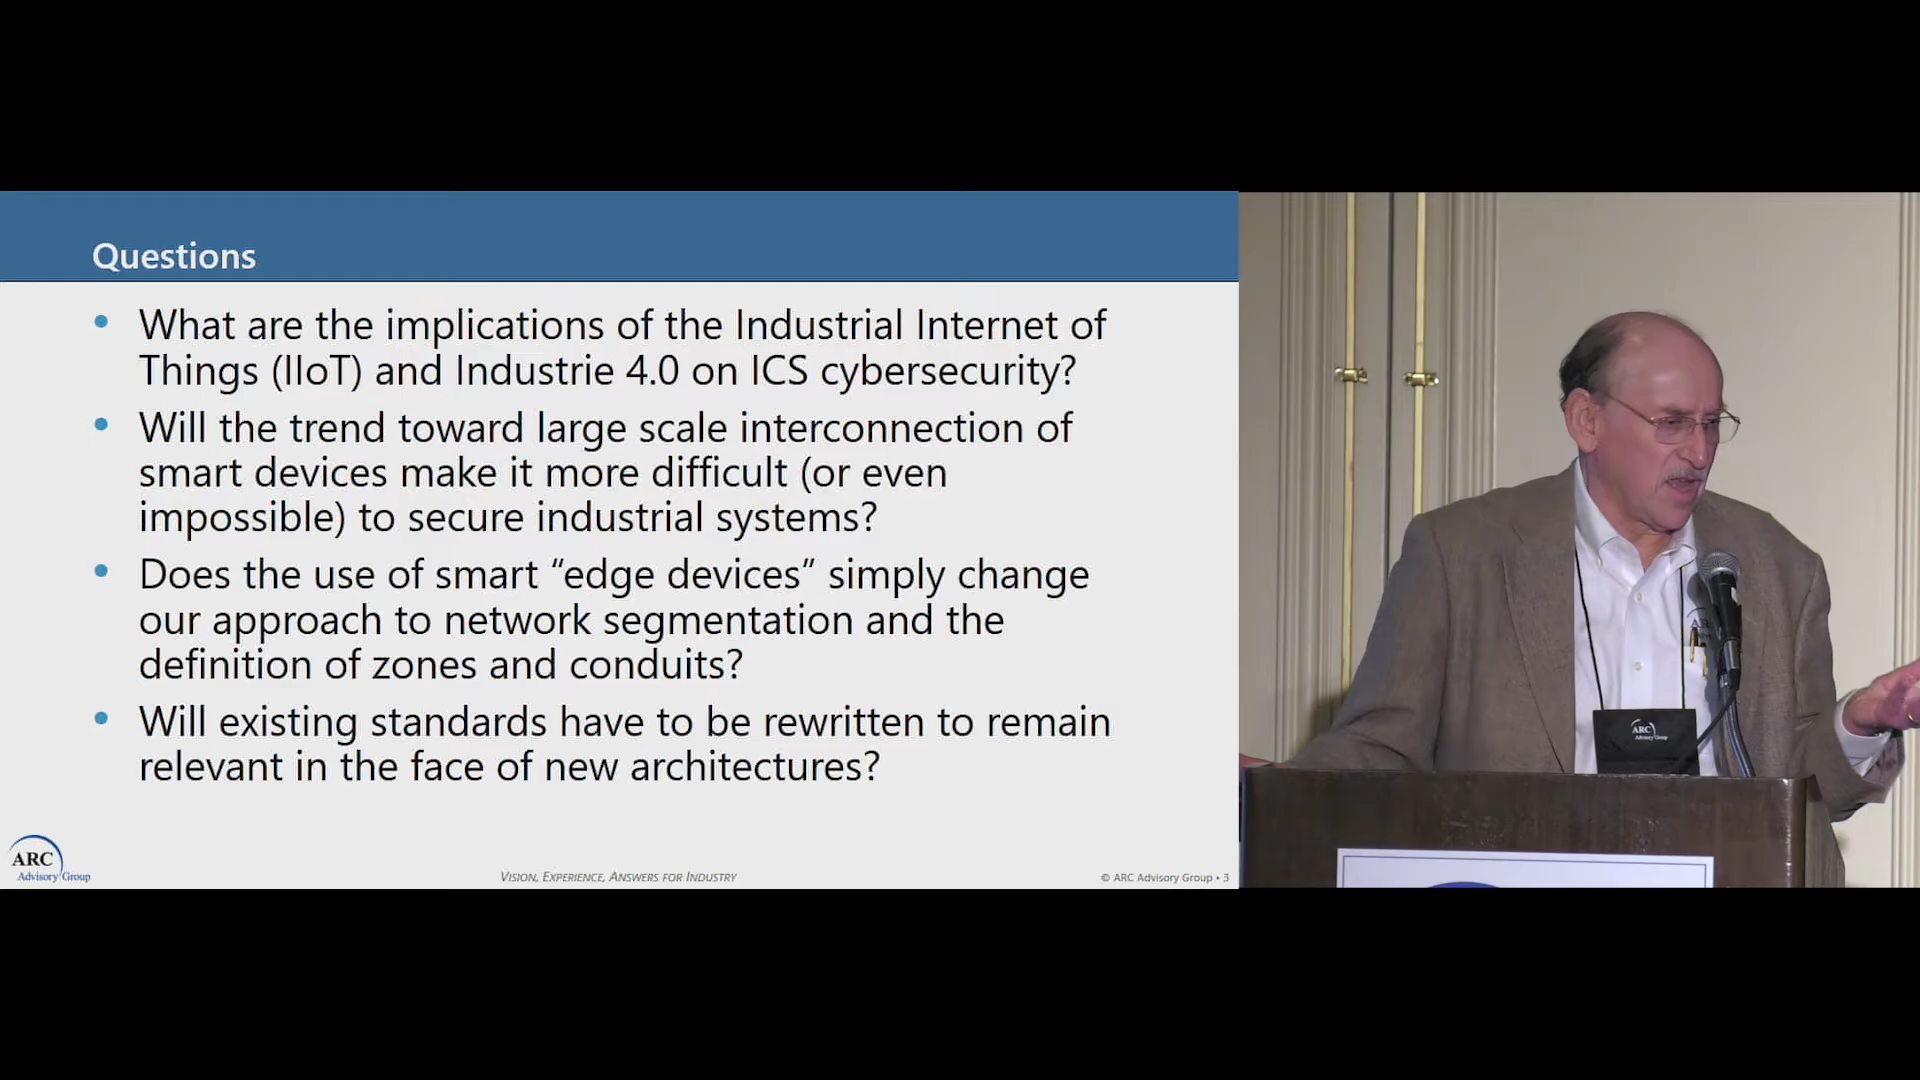 Questions
• What are the implications of the Industrial Internet of
Things (IIoT) and Industrie 4.0 on ICS cybersecurity?
• Will the trend toward large scale interconnection of
smart devices make it more difficult (or even
impossible) to secure industrial systems?
• Does the use of smart “edge devices” simply change
our approach to network segmentation and the
definition of zones and conduits?
• Will existing standards have to be rewritten to remain
relevant in the face of new architectures?
ARC
Advisory Group
VISION, EXPERIENCE, ANSWERS FOR INDUSTRY
© ARC Advisory Group • 3
ARC
Advisory Group